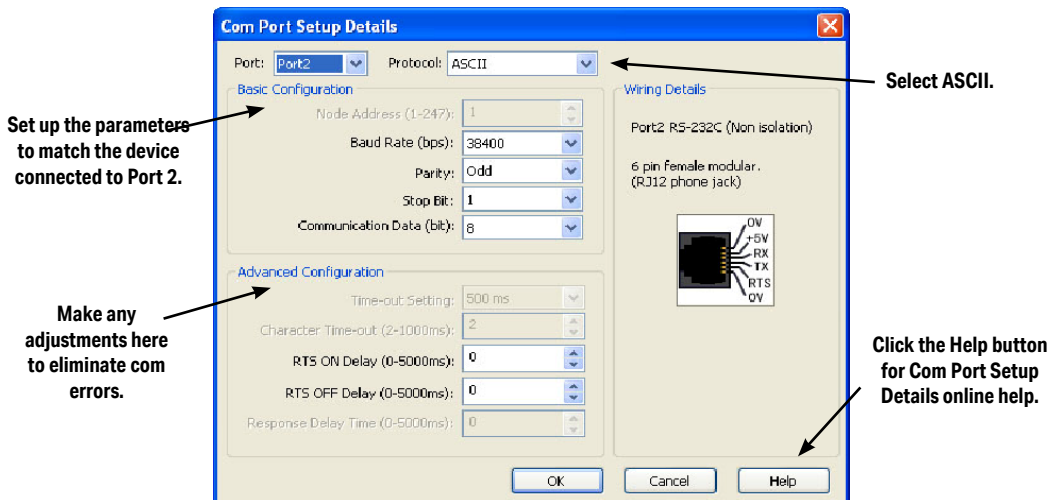 Com Port Setup Details
Port: Port2 Protocol: ASCII
Select ASCII.
Basic Configuration
Node Address (1-247): 1
Baud Rate (bps): 38400
Parity: Odd
Stop Bit: 1
Communication Data (bit): 8
Set up the parameters
to match the device
connected to Port 2.
Wiring Details
Port2 RS-232C (Non isolation)
6 pin female modular.
(RJ12 phone jack)
0V
+5V
RX
TX
RTS
0V
Advanced Configuration
Time-out Setting: 500 ms
Character Time-out (2-1000ms): 2
RTS ON Delay (0-5000ms): 0
RTS OFF Delay (0-5000ms): 0
Response Delay Time (0-5000ms): 0
Make any
adjustments here
to eliminate com
errors.
Click the Help button
for Com Port Setup
Details online help.
OK Cancel Help